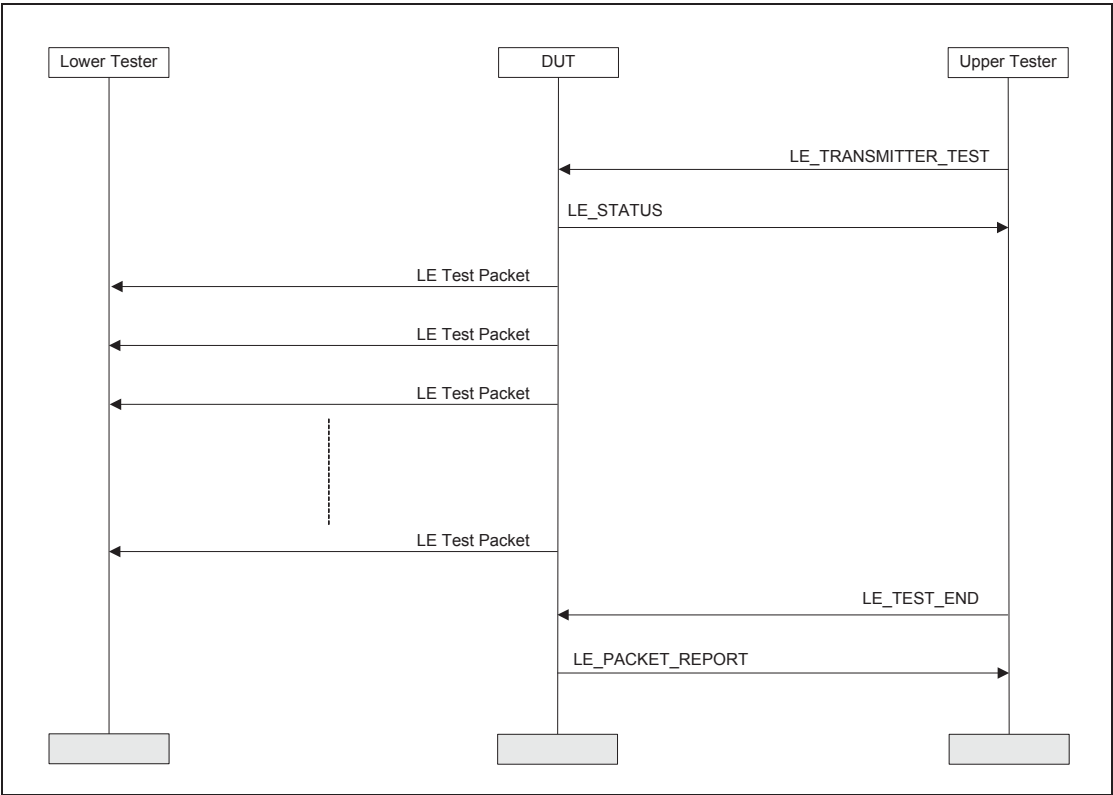 Lower Tester
DUT
Upper Tester
LE_TRANSMITTER_TEST
LE_STATUS
LE Test Packet
LE Test Packet
LE Test Packet
LE Test Packet
LE_TEST_END
LE_PACKET_REPORT